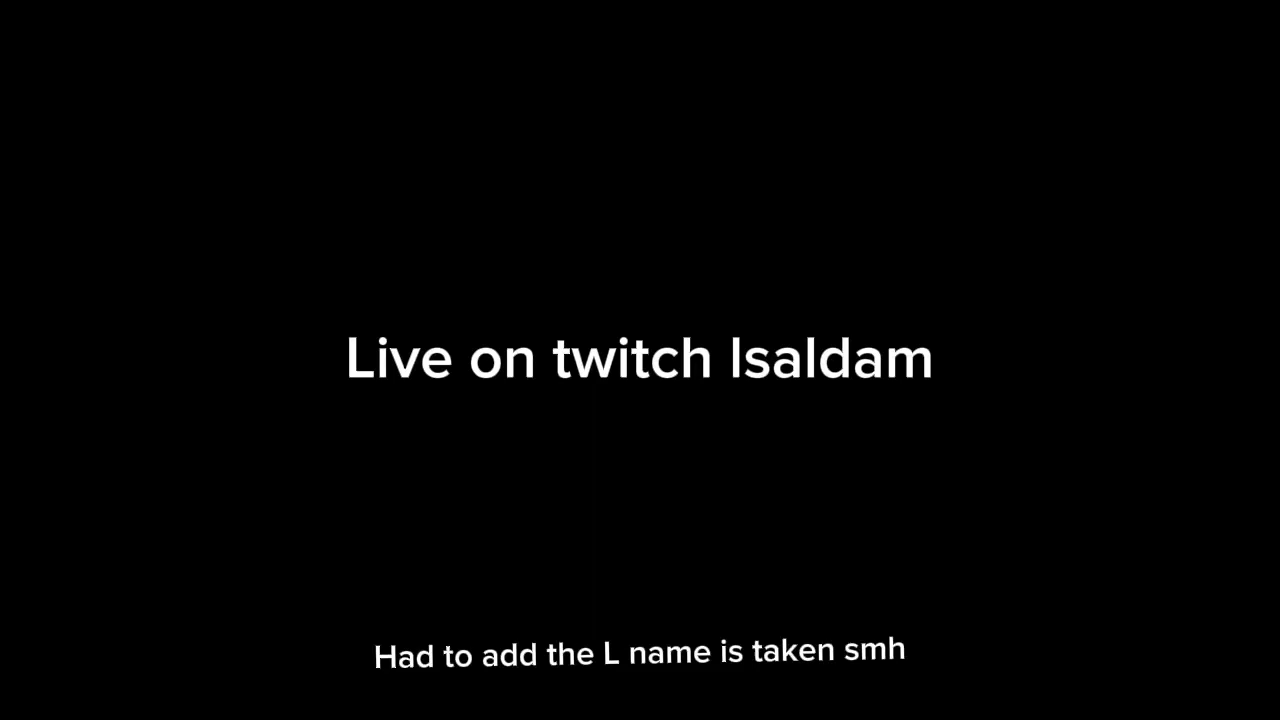 Live on twitch lsaldam
Had to add the L name is taken smh